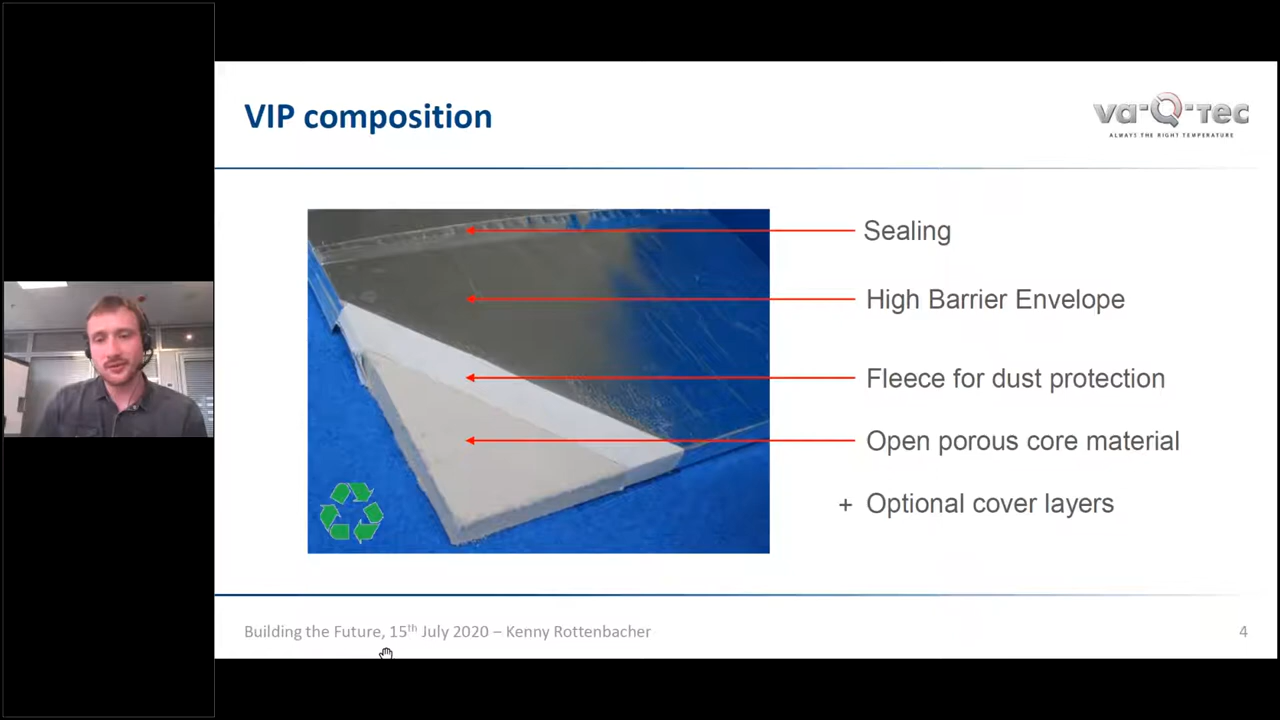 VIP composition
va-Q-tec
ALWAYS THE RIGHT TEMPERATURE
Sealing
High Barrier Envelope
Fleece for dust protection
Open porous core material
+ Optional cover layers
Building the Future, 15th July 2020 – Kenny Rottenbacher
4